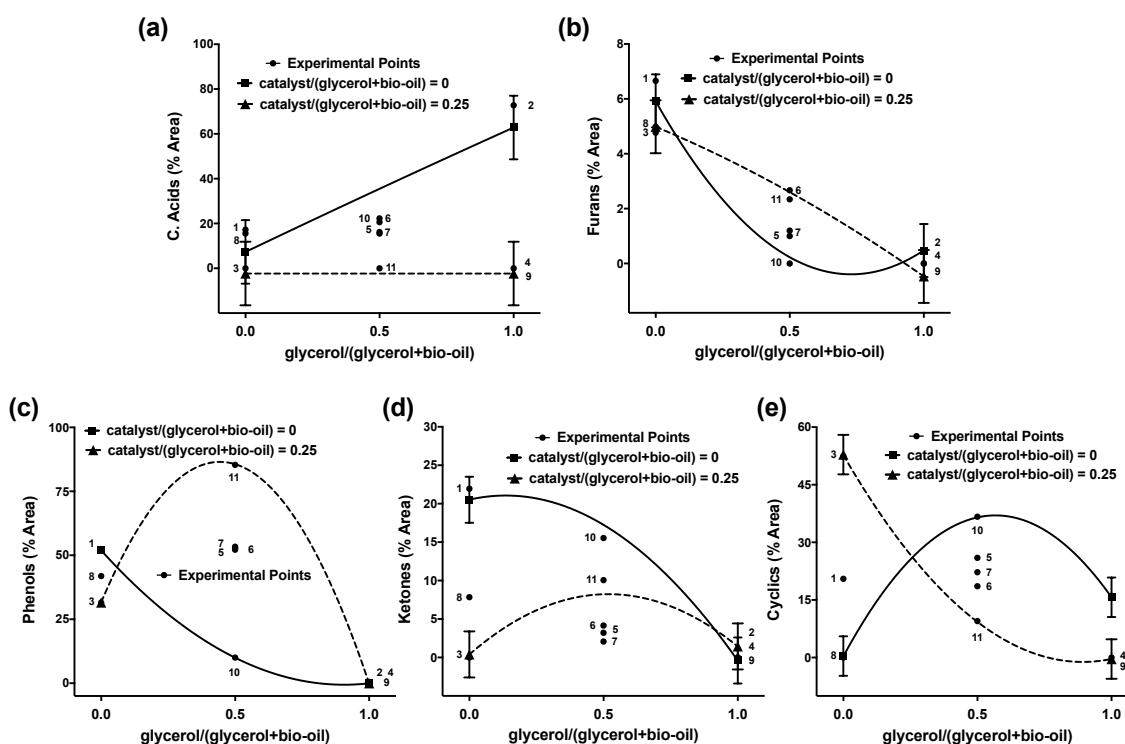 (a)
C. Acids (% Area)
100
80
60
40
20
0
Experimental Points
catalyst/(glycerol+bio-oil) = 0
catalyst/(glycerol+bio-oil) = 0.25
1
8
3
10 6
5 7
11
2
4
9
0.0 0.5 1.0
glycerol/(glycerol+bio-oil)
(b)
Furans (% Area)
8
6
4
2
0
Experimental Points
catalyst/(glycerol+bio-oil) = 0
catalyst/(glycerol+bio-oil) = 0.25
1
8
3
6
11
7
5
10
2
4
9
0.0 0.5 1.0
glycerol/(glycerol+bio-oil)
(c)
Phenols (% Area)
100
75
50
25
0
catalyst/(glycerol+bio-oil) = 0
catalyst/(glycerol+bio-oil) = 0.25
1
8
3
11
7
5 6
Experimental Points
10
2 4
9
0.0 0.5 1.0
glycerol/(glycerol+bio-oil)
(d)
Ketones (% Area)
30
25
20
15
10
5
0
Experimental Points
catalyst/(glycerol+bio-oil) = 0
catalyst/(glycerol+bio-oil) = 0.25
1
8
3
10
11
6 5
7
2
4
9
0.0 0.5 1.0
glycerol/(glycerol+bio-oil)
(e)
Cyclics (% Area)
60
45
30
15
0
Experimental Points
catalyst/(glycerol+bio-oil) = 0
catalyst/(glycerol+bio-oil) = 0.25
3
1
8
10
5
7
6
11
4
9
0.0 0.5 1.0
glycerol/(glycerol+bio-oil)